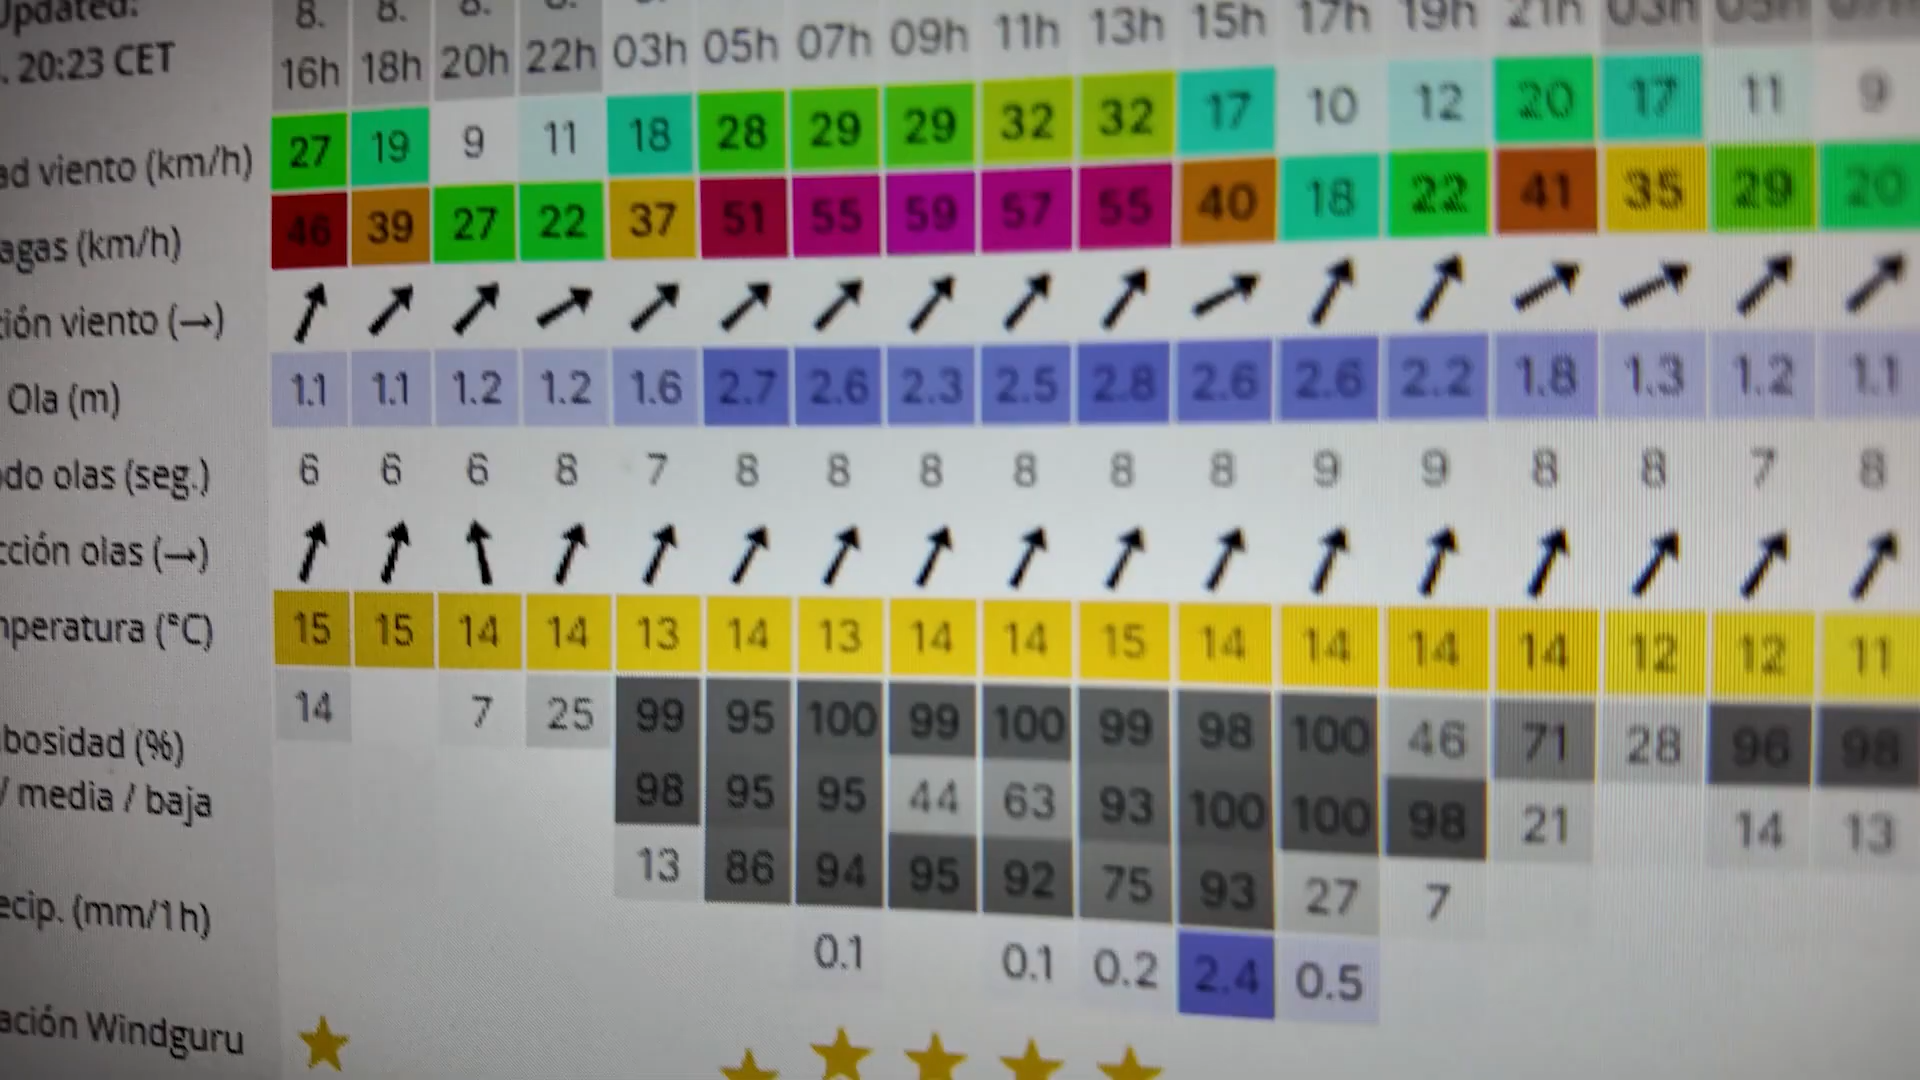 Updated: 8. 8. 8. 8.
. 20:23 CET 16h 18h 20h 22h 03h 05h 07h 09h 11h 13h 15h 17h 19h 21h 03h 05h 07h
ad viento (km/h) 27 19 9 11 18 28 29 29 32 32 17 10 12 20 17 11 9
agas (km/h) 46 39 27 22 37 51 55 59 57 55 40 18 22 41 35 29 20
ión viento (→)
Ola (m) 1.1 1.1 1.2 1.2 1.6 2.7 2.6 2.3 2.5 2.8 2.6 2.6 2.2 1.8 1.3 1.2 1.1
do olas (seg.) 6 6 6 8 7 8 8 8 8 8 8 9 9 8 8 7 8
cción olas (→)
nperatura (°C) 15 15 14 14 13 14 13 14 14 15 14 14 14 14 12 12 11
14 7 25 99 95 100 99 100 99 98 100 46 71 28 96 98
bosidad (%)
/ media / baja 98 95 95 44 63 93 100 100 98 21 14 13
13 86 94 95 92 75 93 27 7
ecip. (mm/1h) 0.1 0.1 0.2 2.4 0.5
ación Windguru